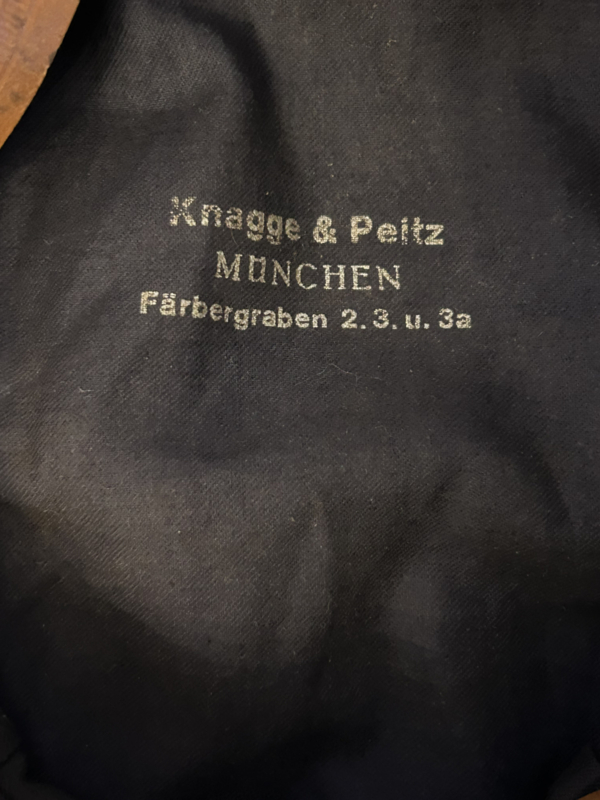 Knagge & Peitz
MÜNCHEN
Färbergraben 2.3.u. 3a